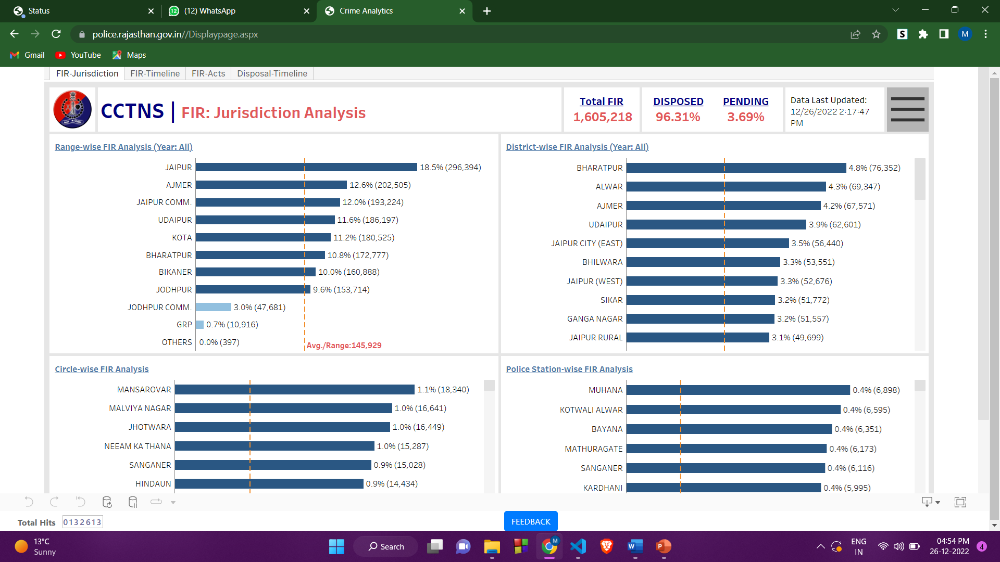 Status
(12) WhatsApp
Crime Analytics
police.rajasthan.gov.in//Displaypage.aspx
M
Gmail
YouTube
Maps
FIR-Jurisdiction
FIR-Timeline
FIR-Acts
Disposal-Timeline
CCTNS | FIR: Jurisdiction Analysis
Total FIR
1,605,218
DISPOSED
96.31%
PENDING
3.69%
Data Last Updated:
12/26/2022 2:17:47
PM
Range-wise FIR Analysis (Year: All)
JAIPUR 18.5% (296,394)
AJMER 12.6% (202,505)
JAIPUR COMM. 12.0% (193,224)
UDAIPUR 11.6% (186,197)
KOTA 11.2% (180,525)
BHARATPUR 10.8% (172,777)
BIKANER 10.0% (160,888)
JODHPUR 9.6% (153,714)
JODHPUR COMM. 3.0% (47,681)
GRP 0.7% (10,916)
OTHERS 0.0% (397)
Avg./Range:145,929
District-wise FIR Analysis (Year: All)
BHARATPUR 4.8% (76,352)
ALWAR 4.3% (69,347)
AJMER 4.2% (67,571)
UDAIPUR 3.9% (62,601)
JAIPUR CITY (EAST) 3.5% (56,440)
BHILWARA 3.3% (53,551)
JAIPUR (WEST) 3.3% (52,676)
SIKAR 3.2% (51,772)
GANGA NAGAR 3.2% (51,557)
JAIPUR RURAL 3.1% (49,699)
Circle-wise FIR Analysis
MANSAROVAR 1.1% (18,340)
MALVIYA NAGAR 1.0% (16,641)
JHOTWARA 1.0% (16,449)
NEEAM KA THANA 1.0% (15,287)
SANGANER 0.9% (15,028)
HINDAUN 0.9% (14,434)
Police Station-wise FIR Analysis
MUHANA 0.4% (6,898)
KOTWALI ALWAR 0.4% (6,595)
BAYANA 0.4% (6,351)
MATHURAGATE 0.4% (6,173)
SANGANER 0.4% (6,116)
KARDHANI 0.4% (5,995)
Total Hits 0132613
FEEDBACK
13°C
Sunny
Search
ENG
IN
04:54 PM
26-12-2022
4